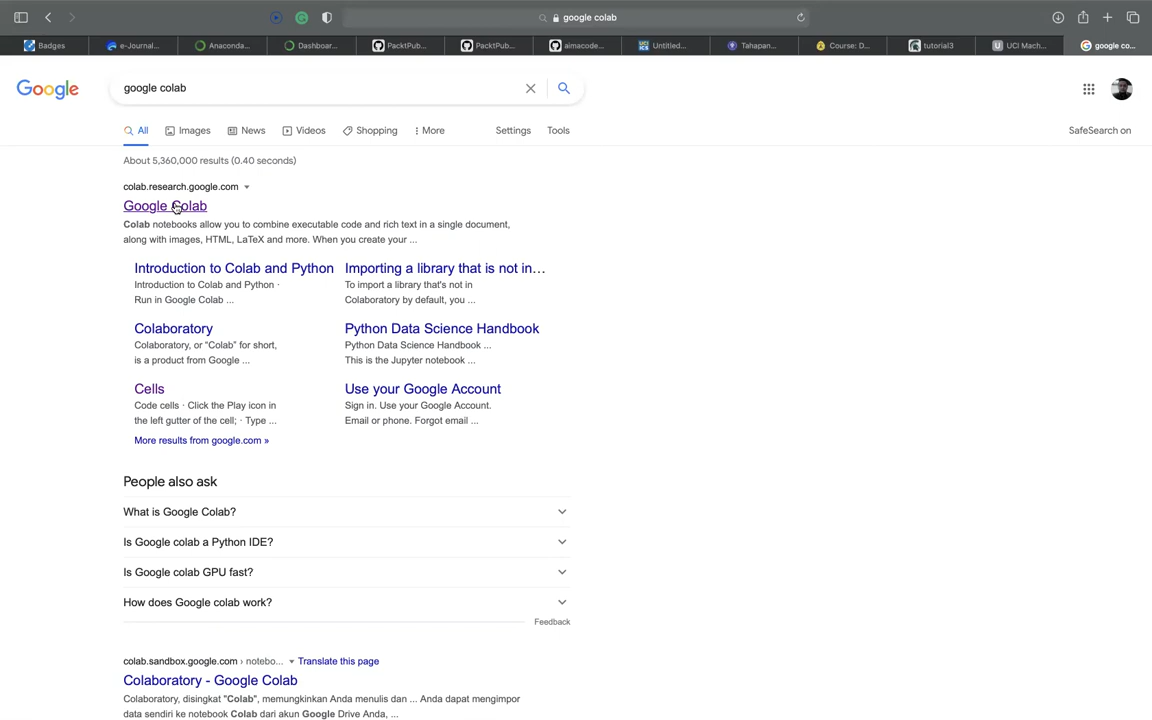 google colab
Badges e-Journal... Anaconda... Dashboar... PacktPub... PacktPub... aimacode... Untitled... Tahapan... Course: D... tutorial3 UCI Mach... google co...
Google google colab
All Images News Videos Shopping More Settings Tools SafeSearch on
About 5,360,000 results (0.40 seconds)
colab.research.google.com
Google Colab
Colab notebooks allow you to combine executable code and rich text in a single document,
along with images, HTML, LaTeX and more. When you create your ...
Introduction to Colab and Python
Introduction to Colab and Python ·
Run in Google Colab ...
Importing a library that is not in...
To import a library that's not in
Colaboratory by default, you ...
Colaboratory
Colaboratory, or "Colab" for short,
is a product from Google ...
Python Data Science Handbook
Python Data Science Handbook ...
This is the Jupyter notebook ...
Cells
Code cells · Click the Play icon in
the left gutter of the cell; · Type ...
Use your Google Account
Sign in. Use your Google Account.
Email or phone. Forgot email ...
More results from google.com »
People also ask
What is Google Colab?
Is Google colab a Python IDE?
Is Google colab GPU fast?
How does Google colab work?
Feedback
colab.sandbox.google.com › notebo... Translate this page
Colaboratory - Google Colab
Colaboratory, disingkat "Colab", memungkinkan Anda menulis dan ... Anda dapat mengimpor
data sendiri ke notebook Colab dari akun Google Drive Anda, ...